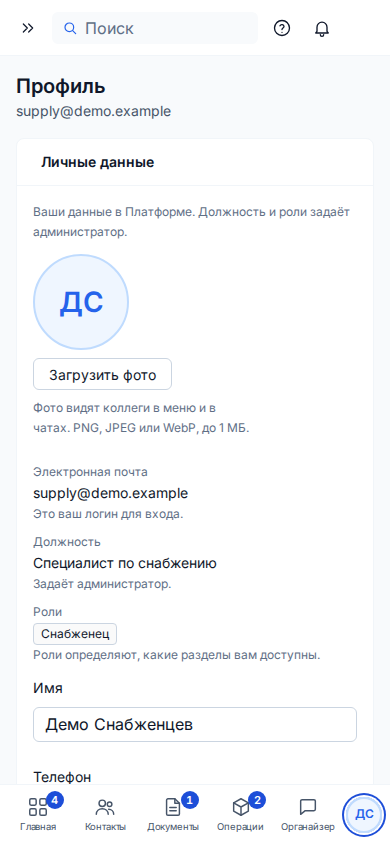 Поиск
Профиль
supply@demo.example
Личные данные
Ваши данные в Платформе. Должность и роли задаёт
администратор.
ДС
Загрузить фото
Фото видят коллеги в меню и в
чатах. PNG, JPEG или WebP, до 1 МБ.
Электронная почта
supply@demo.example
Это ваш логин для входа.
Должность
Специалист по снабжению
Задаёт администратор.
Роли
Снабженец
Роли определяют, какие разделы вам доступны.
Имя
Демо Снабженцев
Телефон
4 1 2 ДС
Главная Контакты Документы Операции Органайзер